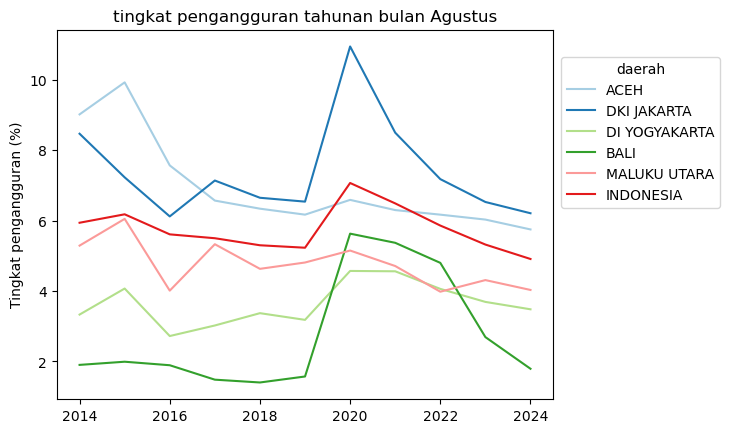 tingkat pengangguran tahunan bulan Agustus
Tingkat pengangguran (%)
10
8
6
4
2
2014
2016
2018
2020
2022
2024
daerah
ACEH
DKI JAKARTA
DI YOGYAKARTA
BALI
MALUKU UTARA
INDONESIA